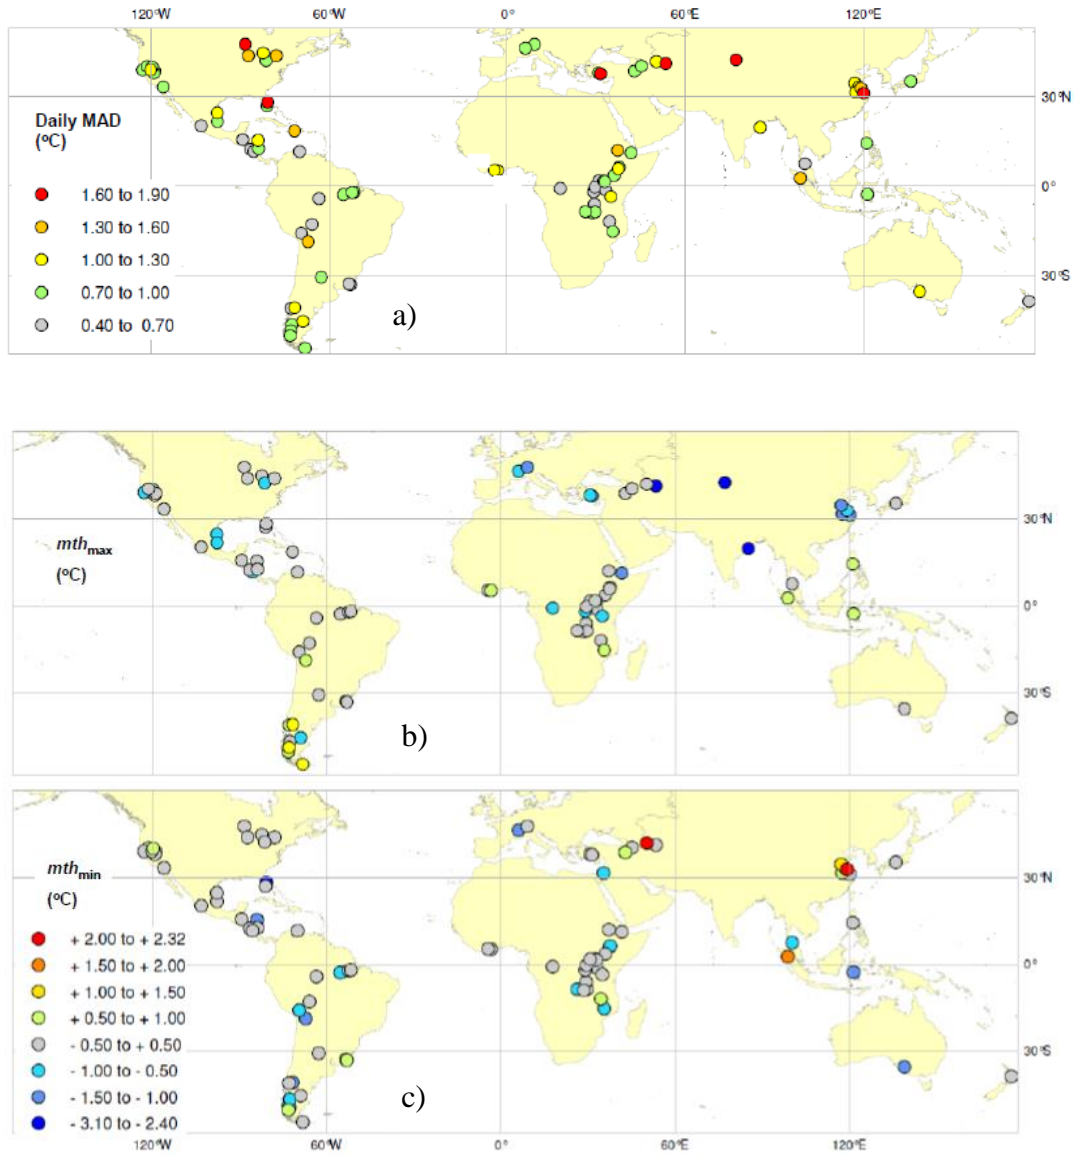 120°W 60°W 0° 60°E 120°E
30°N
Daily MAD
(°C)
0°
1.60 to 1.90
1.30 to 1.60
1.00 to 1.30
30°S
0.70 to 1.00
0.40 to 0.70
a)
30°N
mth max
(°C)
0°
30°S
b)
mth min
(°C)
30°N
+ 2.00 to + 2.32
+ 1.50 to + 2.00
0°
+ 1.00 to + 1.50
+ 0.50 to + 1.00
- 0.50 to + 0.50
30°S
- 1.00 to - 0.50
- 1.50 to - 1.00
c)
- 3.10 to - 2.40
120°W 60°W 0° 60°E 120°E